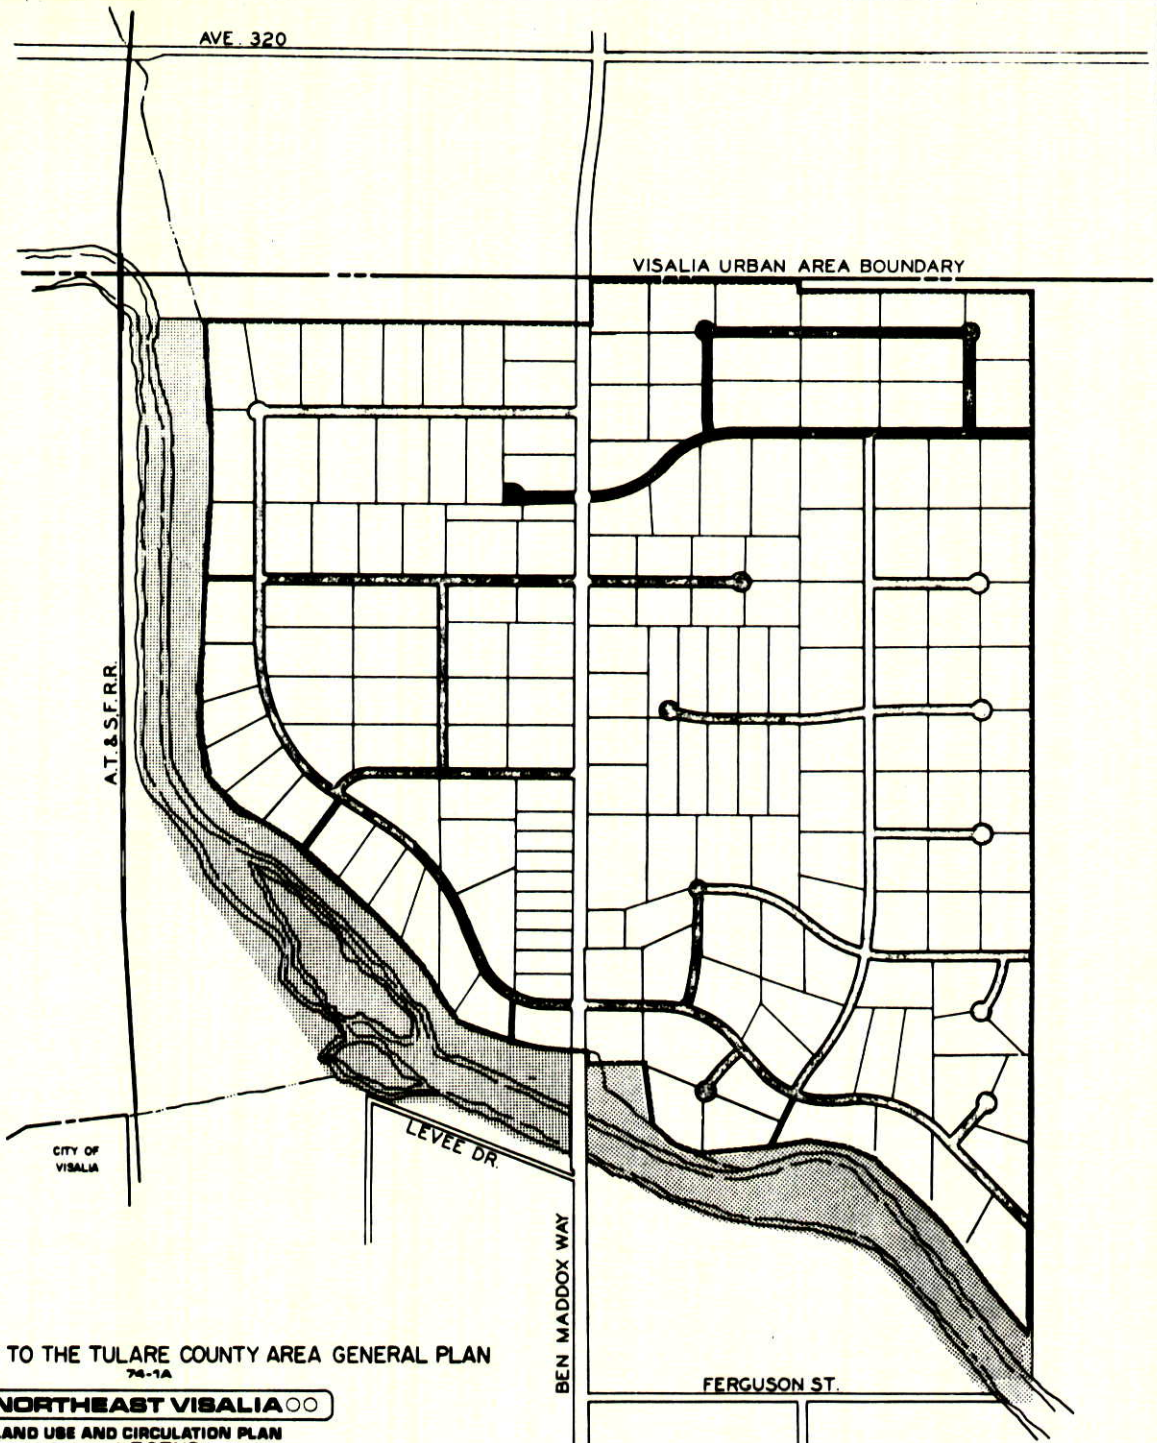 AVE. 320
VISALIA URBAN AREA BOUNDARY
A.T. & S.F. R.R.
CITY OF
VISALIA
LEVEE DR.
BEN MADDOX WAY
FERGUSON ST.
TO THE TULARE COUNTY AREA GENERAL PLAN
74-1A
NORTHEAST VISALIA
LAND USE AND CIRCULATION PLAN